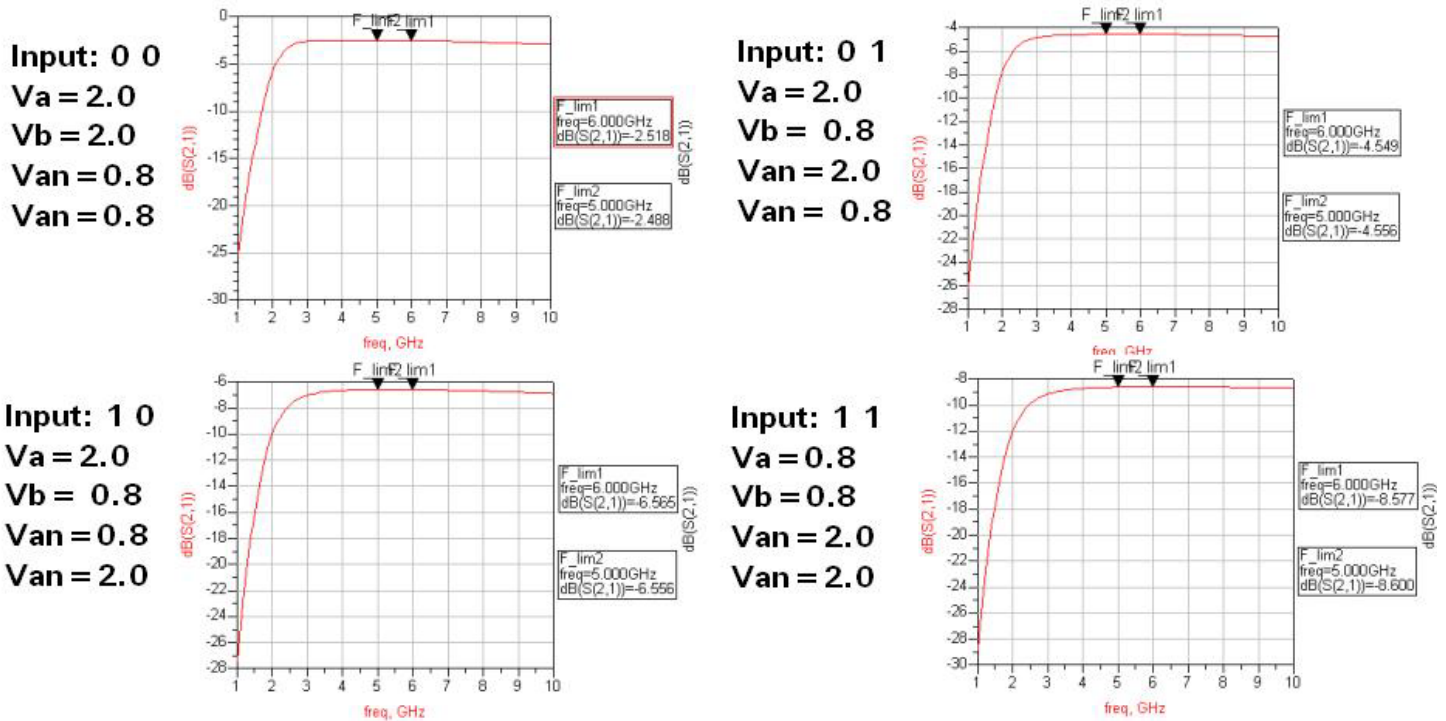 Input: 0 0
Va = 2.0
Vb = 2.0
Van = 0.8
Van = 0.8
F_lim2 F_lim1
0
-5
-10
-15
-20
-25
-30
dB(S(2,1))
1 2 3 4 5 6 7 8 9 10
freq, GHz
F_lim1
freq=6.000GHz
dB(S(2,1))=-2.518
F_lim2
freq=5.000GHz
dB(S(2,1))=-2.488
Input: 0 1
Va = 2.0
Vb = 0.8
Van = 2.0
Van = 0.8
F_lim2 F_lim1
dB(S(2,1))
-4
-6
-8
-10
-12
-14
-16
-18
-20
-22
-24
-26
-28
dB(S(2,1))
1 2 3 4 5 6 7 8 9 10
freq, GHz
F_lim1
freq=6.000GHz
dB(S(2,1))=-4.549
F_lim2
freq=5.000GHz
dB(S(2,1))=-4.556
Input: 1 0
Va = 2.0
Vb = 0.8
Van = 0.8
Van = 2.0
F_lim2 F_lim1
-6
-8
-10
-12
-14
-16
-18
-20
-22
-24
-26
-28
dB(S(2,1))
1 2 3 4 5 6 7 8 9 10
freq, GHz
F_lim1
freq=6.000GHz
dB(S(2,1))=-6.565
F_lim2
freq=5.000GHz
dB(S(2,1))=-6.556
dB(S(2,1))
Input: 1 1
Va = 0.8
Vb = 0.8
Van = 2.0
Van = 2.0
F_lim2 F_lim1
-8
-10
-12
-14
-16
-18
-20
-22
-24
-26
-28
-30
dB(S(2,1))
1 2 3 4 5 6 7 8 9 10
freq, GHz
F_lim1
freq=6.000GHz
dB(S(2,1))=-8.577
F_lim2
freq=5.000GHz
dB(S(2,1))=-8.600
dB(S(2,1))